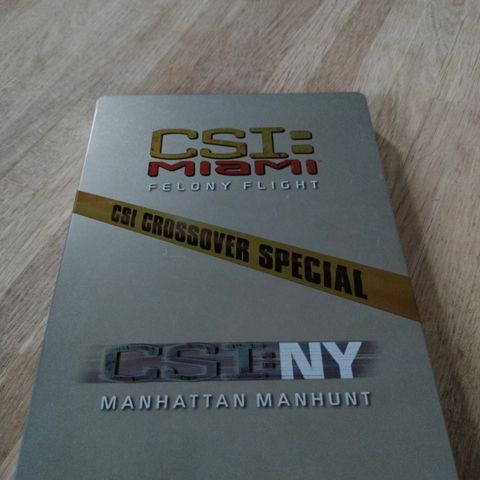 CSI:
MIAMI
FELONY FLIGHT
CSI CROSSOVER SPECIAL
CSI:NY
MANHATTAN MANHUNT